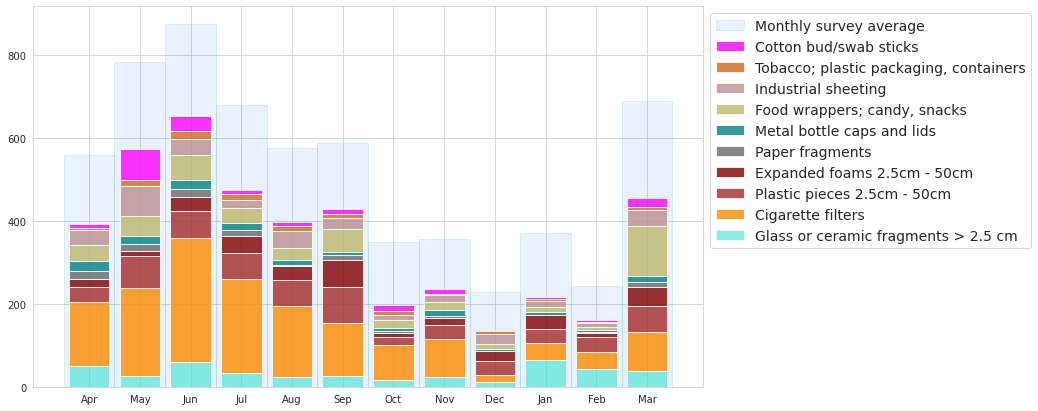 800
600
400
200
0
Apr May Jun Jul Aug Sep Oct Nov Dec Jan Feb Mar
Monthly survey average
Cotton bud/swab sticks
Tobacco; plastic packaging, containers
Industrial sheeting
Food wrappers; candy, snacks
Metal bottle caps and lids
Paper fragments
Expanded foams 2.5cm - 50cm
Plastic pieces 2.5cm - 50cm
Cigarette filters
Glass or ceramic fragments > 2.5 cm